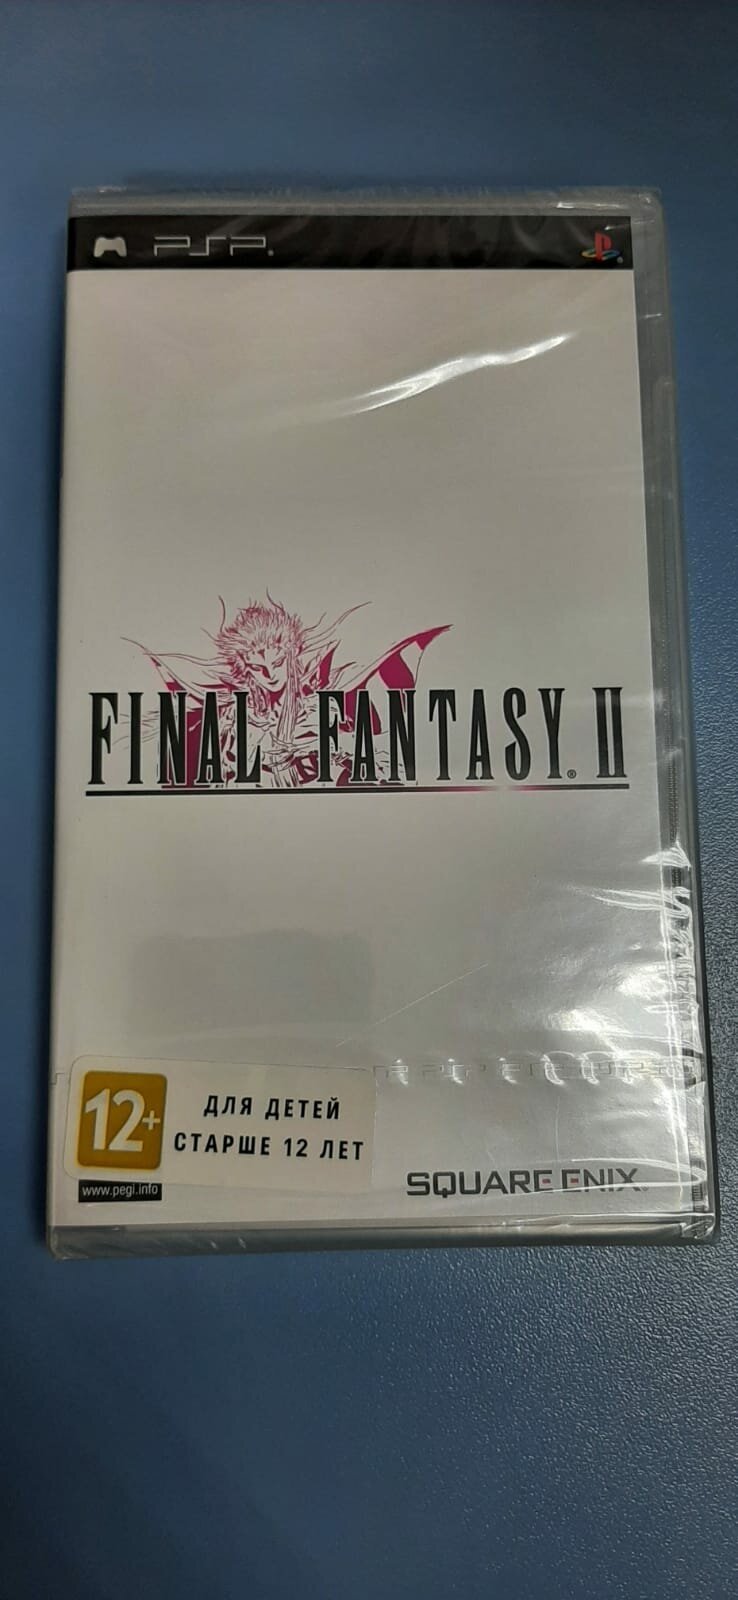 PSP®
FINAL FANTASY® II
12+
ДЛЯ ДЕТЕЙ
СТАРШЕ 12 ЛЕТ
www.pegi.info
SQUARE ENIX®